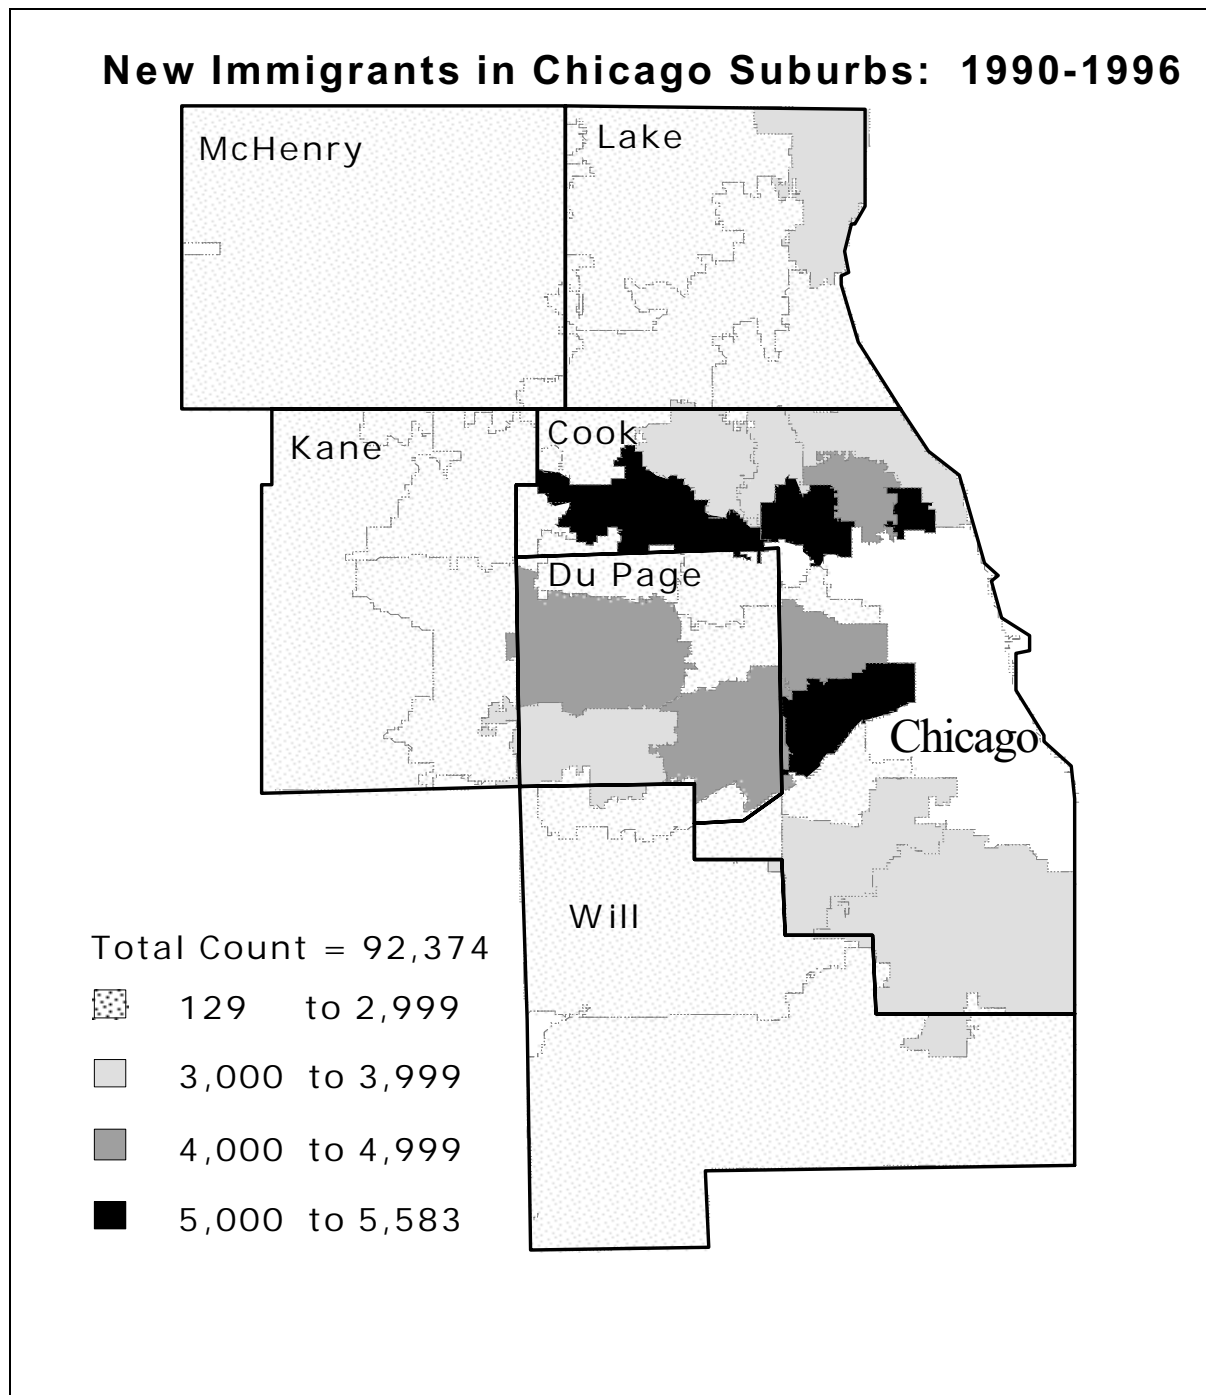 New Immigrants in Chicago Suburbs: 1990-1996
McHenry
Lake
Kane
Cook
Du Page
Chicago
Will
Total Count = 92,374
129 to 2,999
3,000 to 3,999
4,000 to 4,999
5,000 to 5,583